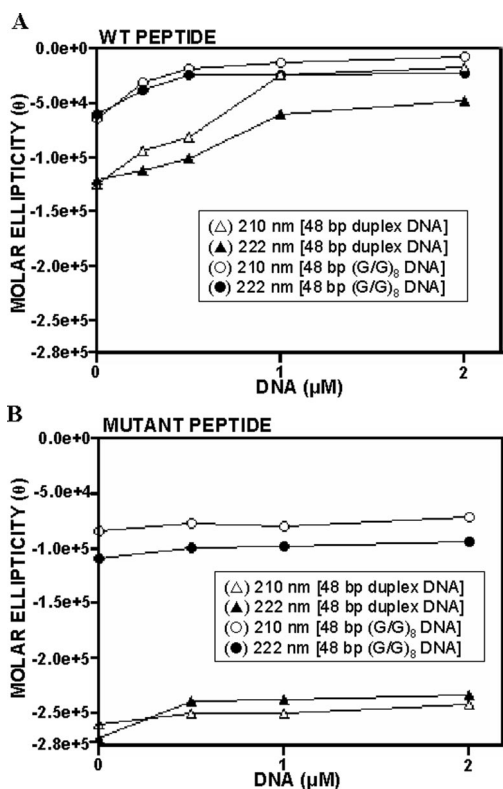 A
WT PEPTIDE
MOLAR ELLIPTICITY (θ)
0.0e+0
-5.0e+4
-1.0e+5
-1.5e+5
-2.0e+5
-2.5e+5
-2.8e+5
(△) 210 nm [48 bp duplex DNA]
(▲) 222 nm [48 bp duplex DNA]
(○) 210 nm [48 bp (G/G)8 DNA]
(●) 222 nm [48 bp (G/G)8 DNA]
0 1 2
DNA (µM)
B
MUTANT PEPTIDE
MOLAR ELLIPTICITY (θ)
0.0e+0
-5.0e+4
-1.0e+5
-1.5e+5
-2.0e+5
-2.5e+5
-2.8e+5
(△) 210 nm [48 bp duplex DNA]
(▲) 222 nm [48 bp duplex DNA]
(○) 210 nm [48 bp (G/G)8 DNA]
(●) 222 nm [48 bp (G/G)8 DNA]
0 1 2
DNA (µM)